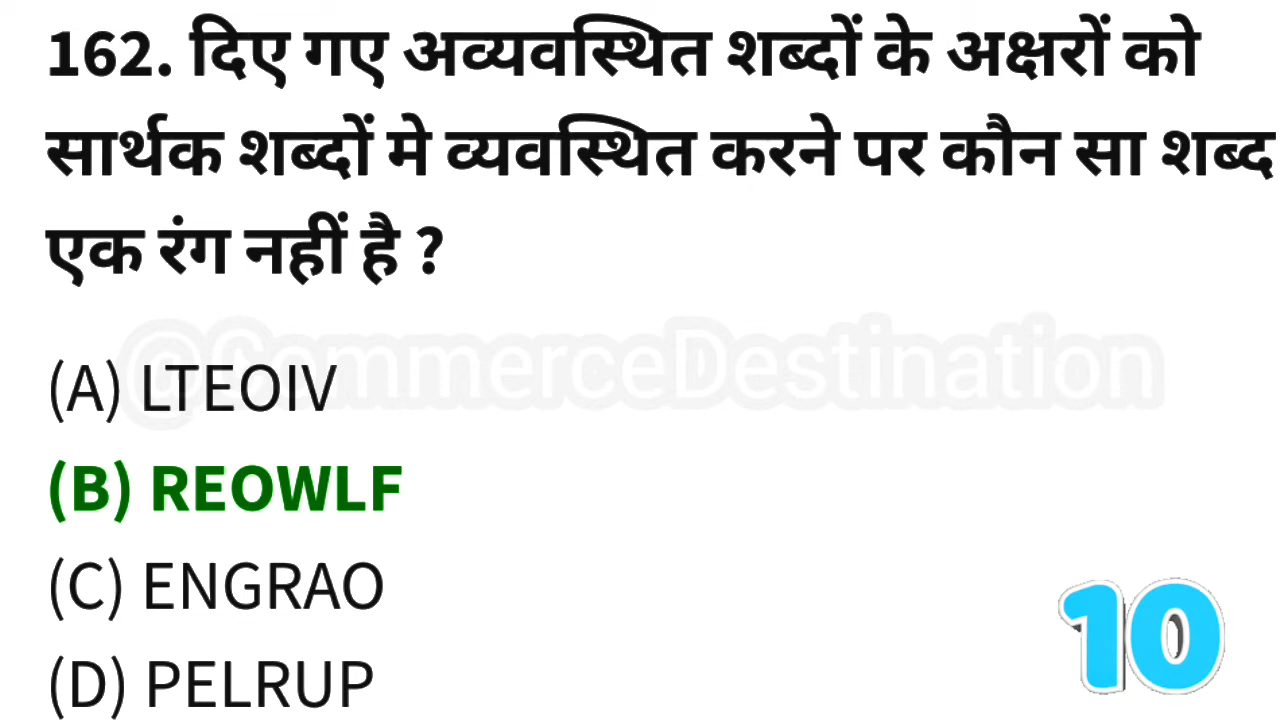 162. दिए गए अव्यवस्थित शब्दों के अक्षरों को
सार्थक शब्दों मे व्यवस्थित करने पर कौन सा शब्द
एक रंग नहीं है ?
@CommerceDestination
(A) LTEOIV
(B) REOWLF
(C) ENGRAO
(D) PELRUP
10